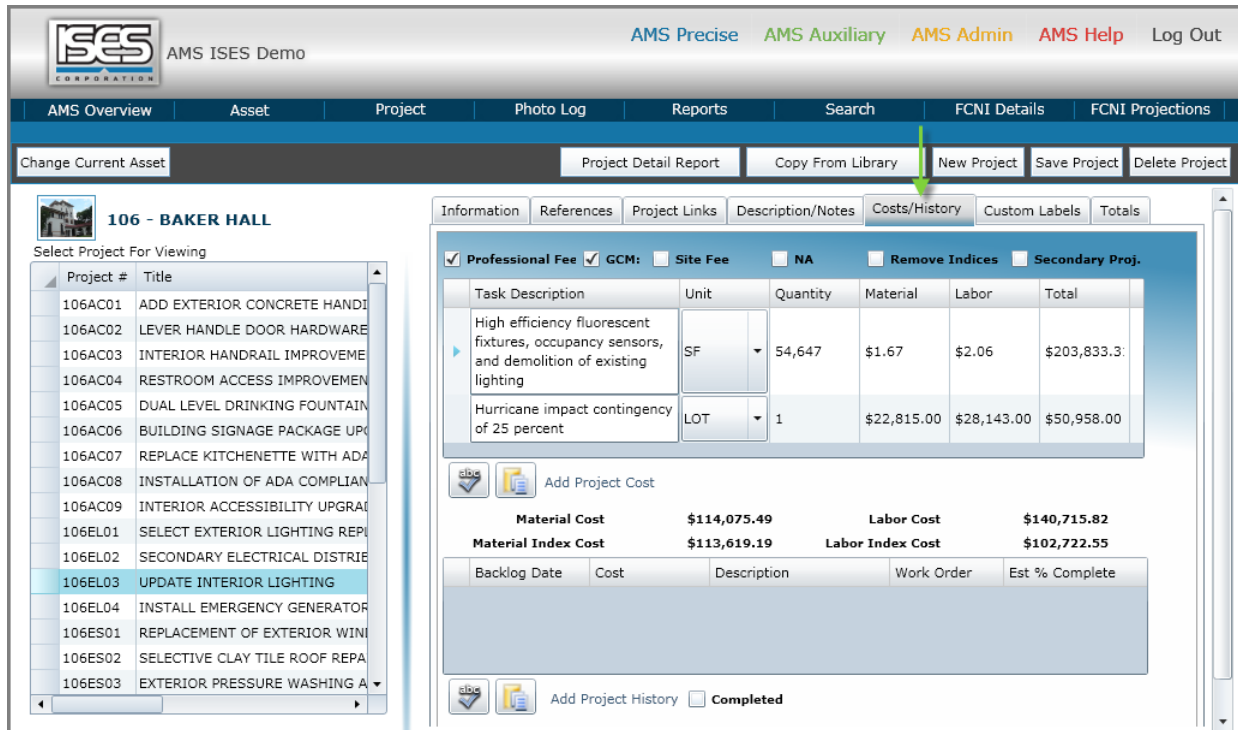 ISES
CORPORATION
AMS ISES Demo
AMS Precise AMS Auxiliary AMS Admin AMS Help Log Out
AMS Overview Asset Project Photo Log Reports Search FCNI Details FCNI Projections
Change Current Asset Project Detail Report Copy From Library New Project Save Project Delete Project
106 - BAKER HALL
Select Project For Viewing
Project # Title
106AC01 ADD EXTERIOR CONCRETE HANDI
106AC02 LEVER HANDLE DOOR HARDWARE
106AC03 INTERIOR HANDRAIL IMPROVEME
106AC04 RESTROOM ACCESS IMPROVEMEN
106AC05 DUAL LEVEL DRINKING FOUNTAIN
106AC06 BUILDING SIGNAGE PACKAGE UPG
106AC07 REPLACE KITCHENETTE WITH ADA
106AC08 INSTALLATION OF ADA COMPLIAN
106AC09 INTERIOR ACCESSIBILITY UPGRAD
106EL01 SELECT EXTERIOR LIGHTING REPL
106EL02 SECONDARY ELECTRICAL DISTRIB
106EL03 UPDATE INTERIOR LIGHTING
106EL04 INSTALL EMERGENCY GENERATOR
106ES01 REPLACEMENT OF EXTERIOR WIN
106ES02 SELECTIVE CLAY TILE ROOF REPA
106ES03 EXTERIOR PRESSURE WASHING A
Information References Project Links Description/Notes Costs/History Custom Labels Totals
Professional Fee GCM: Site Fee NA Remove Indices Secondary Proj.
Task Description Unit Quantity Material Labor Total
High efficiency fluorescent
fixtures, occupancy sensors,
and demolition of existing
lighting
SF 54,647 $1.67 $2.06 $203,833.3
Hurricane impact contingency
of 25 percent
LOT 1 $22,815.00 $28,143.00 $50,958.00
abc Add Project Cost
Material Cost $114,075.49 Labor Cost $140,715.82
Material Index Cost $113,619.19 Labor Index Cost $102,722.55
Backlog Date Cost Description Work Order Est % Complete
abc Add Project History Completed